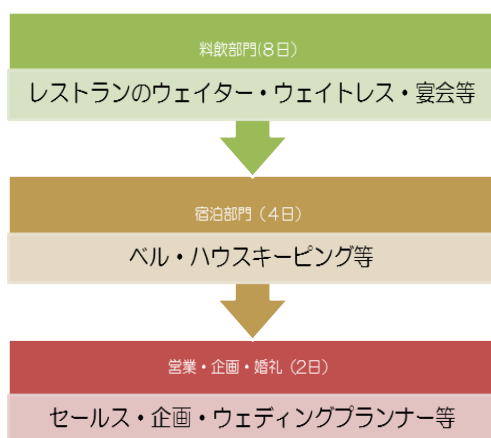 料飲部門(8日)
レストランのウェイター・ウェイトレス・宴会等
宿泊部門（4日）
ベル・ハウスキーピング等
営業・企画・婚礼（2日）
セールス・企画・ウェディングプランナー等